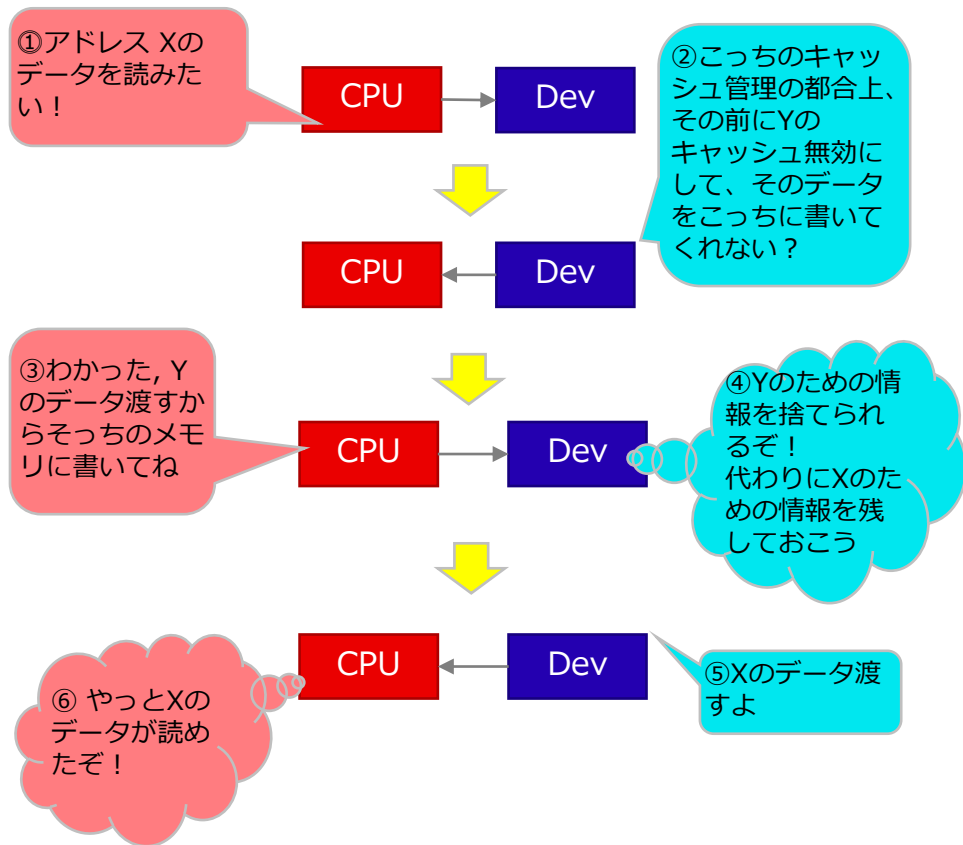 ①アドレス Xの
データを読みた
い！
CPU
Dev
②こっちのキャッ
シュ管理の都合上、
その前にYの
キャッシュ無効に
して、そのデータ
をこっちに書いて
くれない？
CPU
Dev
③わかった, Y
のデータ渡すか
らそっちのメモ
リに書いてね
CPU
Dev
④Yのための情
報を捨てられ
るぞ！
代わりにXのた
めの情報を残
しておこう
CPU
Dev
⑤Xのデータ渡
すよ
⑥ やっとXの
データが読め
たぞ！